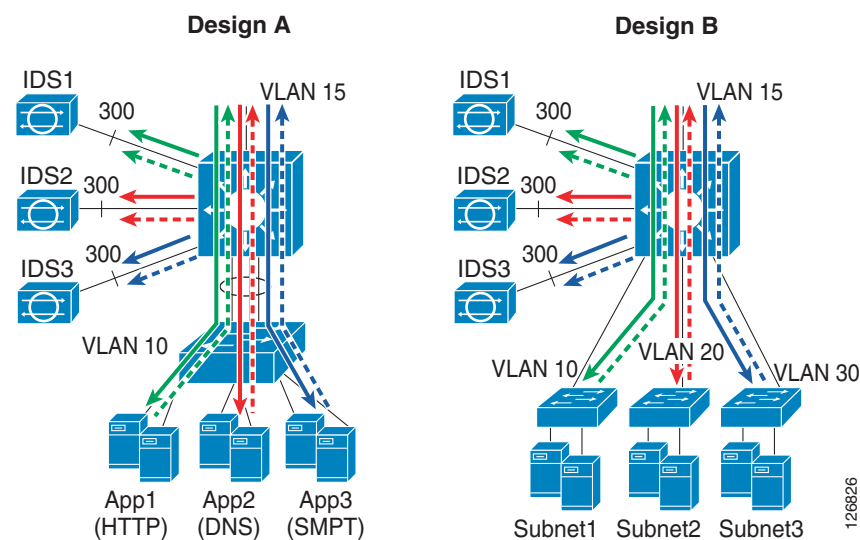 Design A
IDS1
VLAN 15
300
IDS2
300
IDS3
300
VLAN 10
App1
(HTTP)
App2
(DNS)
App3
(SMPT)
Design B
IDS1
VLAN 15
300
IDS2
300
IDS3
300
VLAN 10
VLAN 20
VLAN 30
Subnet1
Subnet2
Subnet3
126826